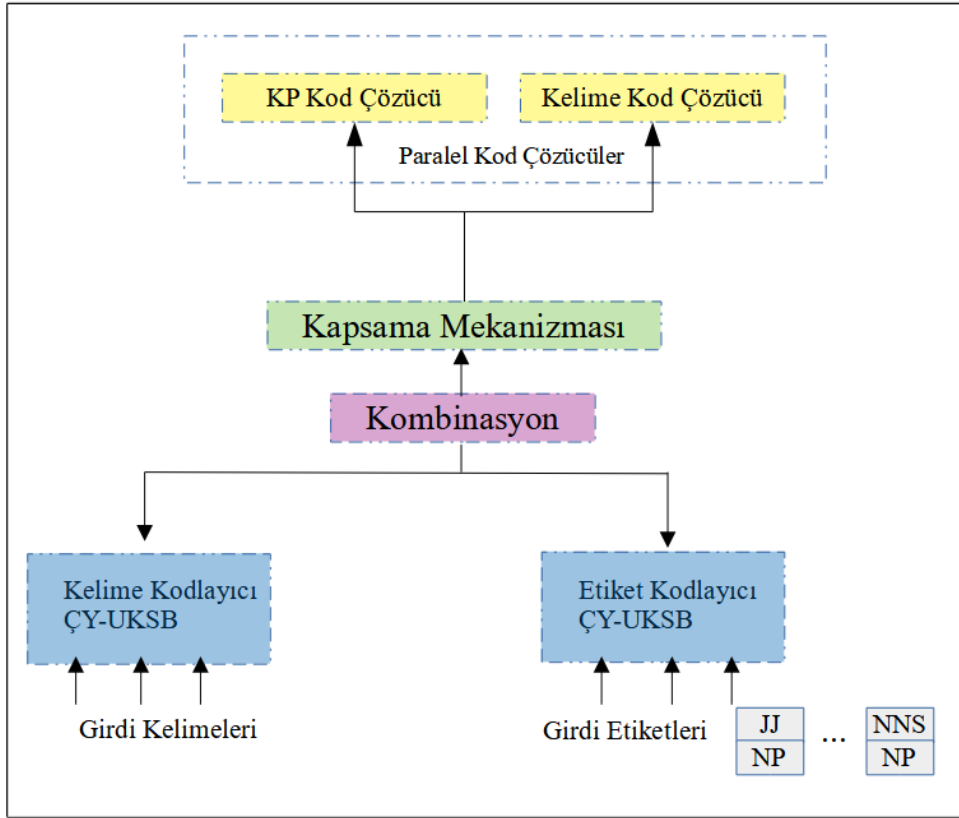 KP Kod Çözücü
Kelime Kod Çözücü
Paralel Kod Çözücüler
Kapsama Mekanizması
Kombinasyon
Kelime Kodlayıcı
ÇY-UKSB
Etiket Kodlayıcı
ÇY-UKSB
Girdi Kelimeleri
Girdi Etiketleri
JJ
NP
...
NNS
NP